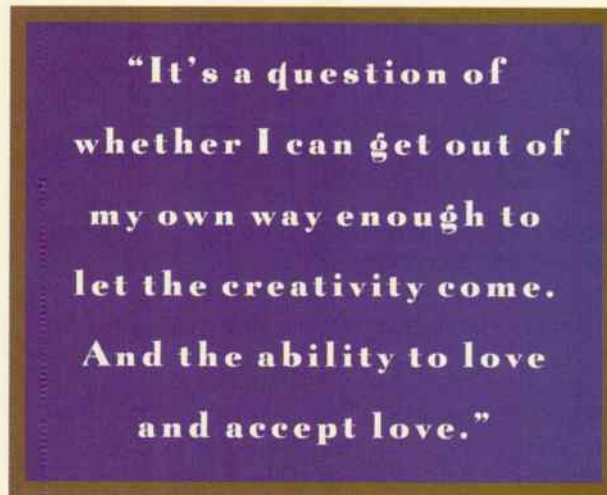 “It’s a question of
whether I can get out of
my own way enough to
let the creativity come.
And the ability to love
and accept love.”